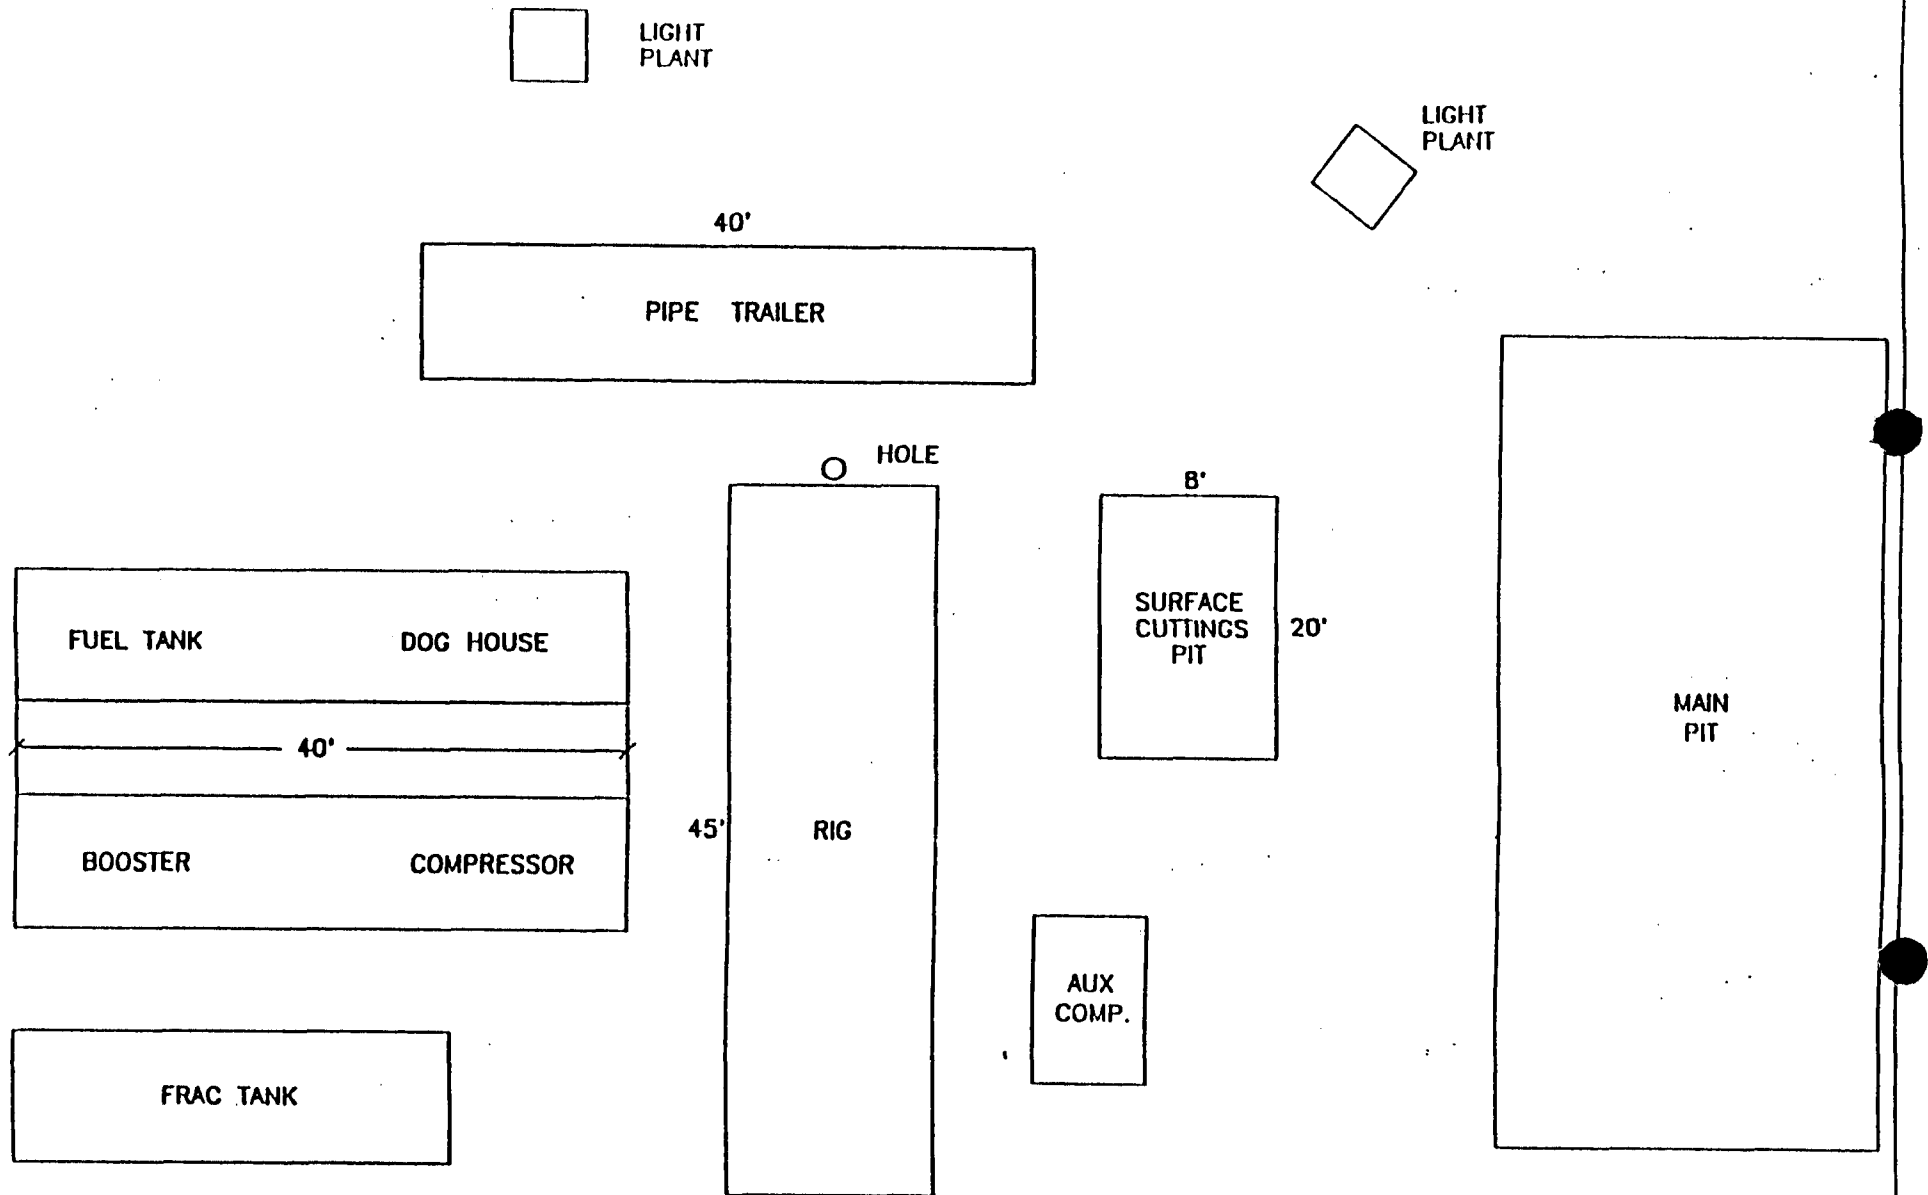 LIGHT
PLANT
LIGHT
PLANT
40'
PIPE TRAILER
HOLE
8'
SURFACE
CUTTINGS
PIT
20'
FUEL TANK DOG HOUSE
40'
BOOSTER COMPRESSOR
45'
RIG
MAIN
PIT
AUX
COMP.
FRAC TANK